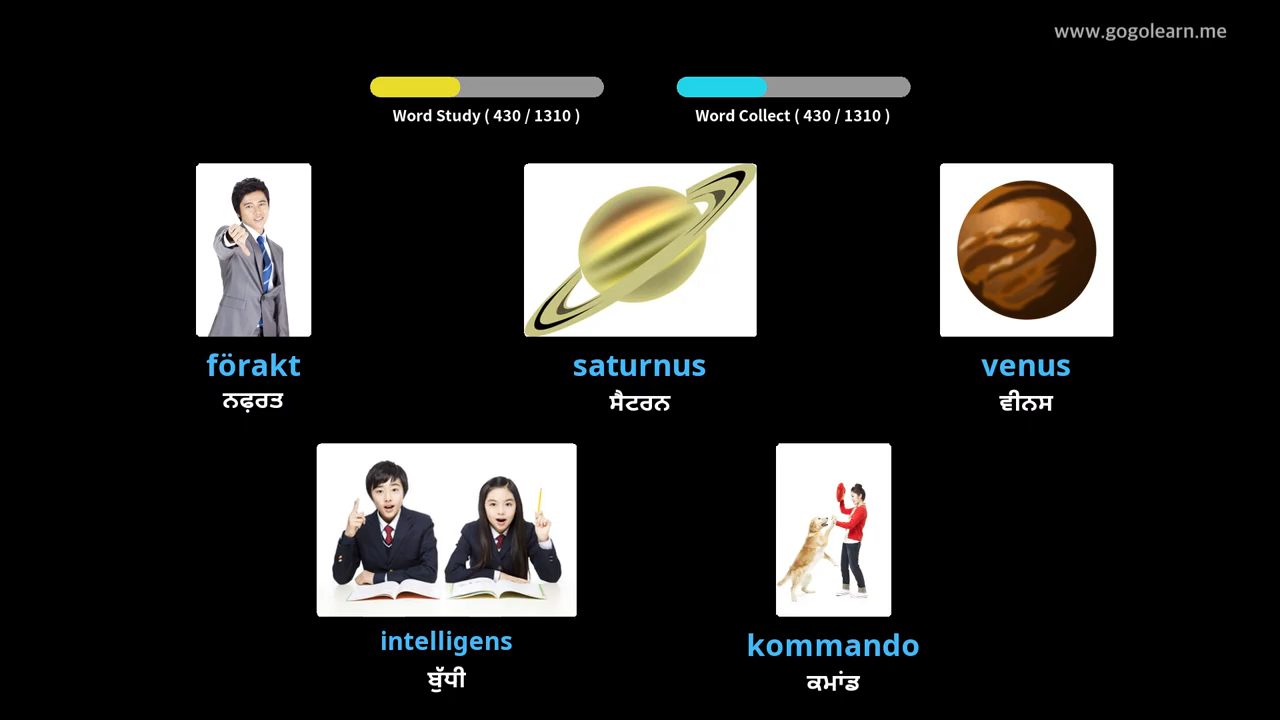 www.gogolearn.me
Word Study ( 430 / 1310 )
Word Collect ( 430 / 1310 )
förakt
ਨਫ਼ਰਤ
saturnus
ਸੈਟਰਨ
venus
ਵੀਨਸ
intelligens
ਬੁੱਧੀ
kommando
ਕਮਾਂਡ